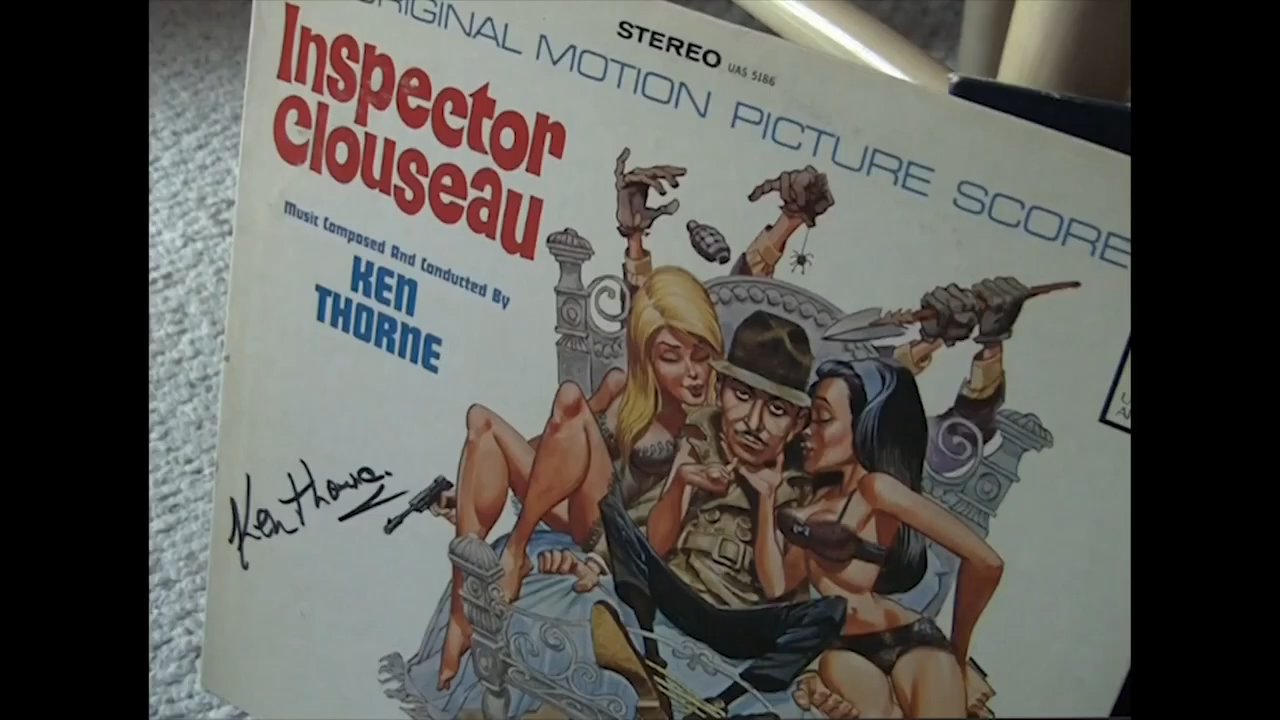 ORIGINAL MOTION PICTURE SCORE
STEREO UAS 5186
Inspector
Clouseau
Music Composed And Conducted By
KEN
THORNE
Ken Thorne.